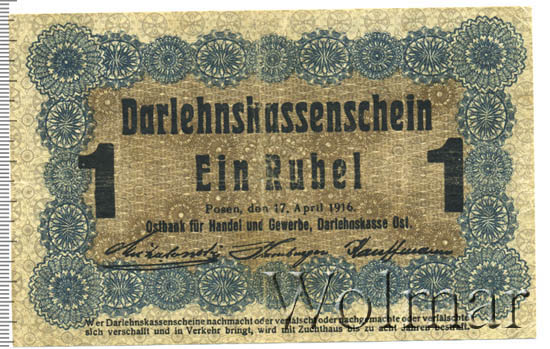 Darlehnskassenschein
1 Ein Rubel 1
Posen, den 17. April 1916.
Ostbank für Handel und Gewerbe, Darlehnskasse Ost.
Kauffmann
Wer Darlehnskassenscheine nachmacht oder verfälscht oder nachgemachte oder verfälschte
sich verschafft und in Verkehr bringt, wird mit Zuchthaus bis zu acht Jahren bestraft.
Wolmar